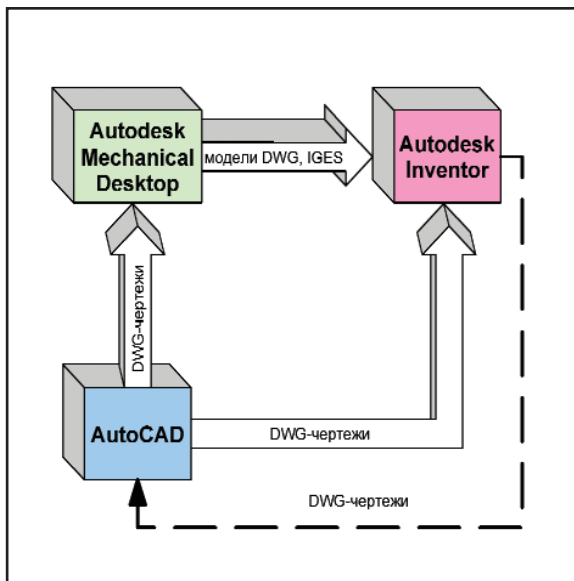 Autodesk
Mechanical
Desktop
модели DWG, IGES
Autodesk
Inventor
DWG-чертежи
AutoCAD
DWG-чертежи
DWG-чертежи